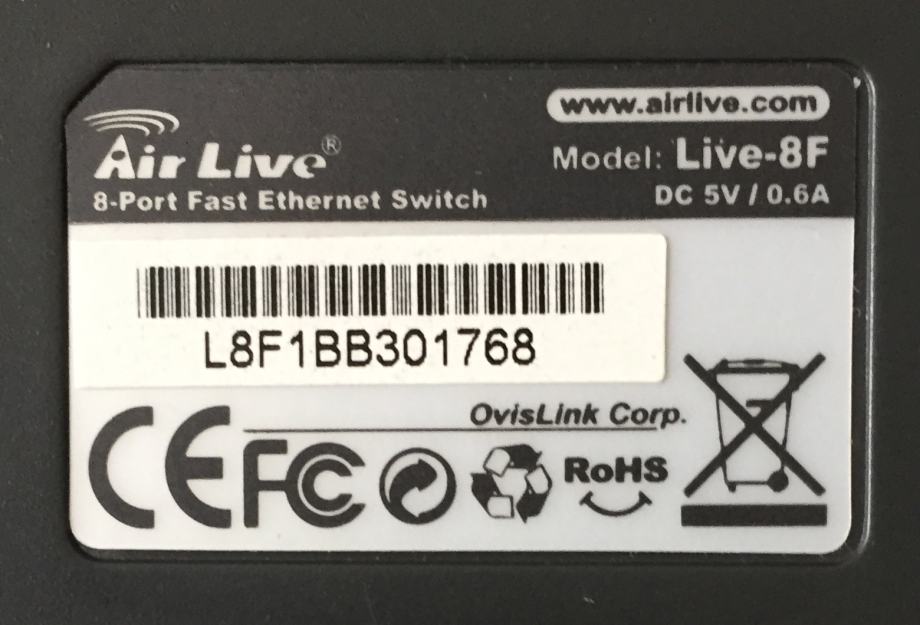 www.airlive.com
Air Live®
Model: Live-8F
8-Port Fast Ethernet Switch
DC 5V / 0.6A
L8F1BB301768
OvisLink Corp.
CE FC RoHS